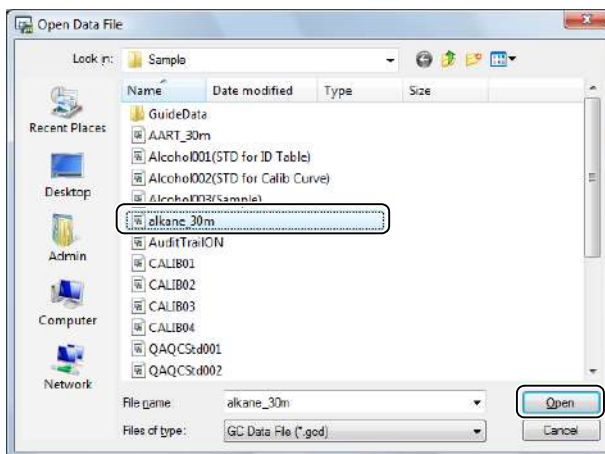 Open Data File
Look in: Sample
Name Date modified Type Size
GuideData
AART_30m
Alcohol001(STD for ID Table)
Alcohol002(STD for Calib Curve)
Alcohol003(Sample)
alkane_30m
AuditTrailON
CALIB01
CALIB02
CALIB03
CALIB04
QAQCStd001
QAQCStd002
Recent Places
Desktop
Admin
Computer
Network
File name alkane_30m Open
Files of type: GC Data File (*.gcd) Cancel